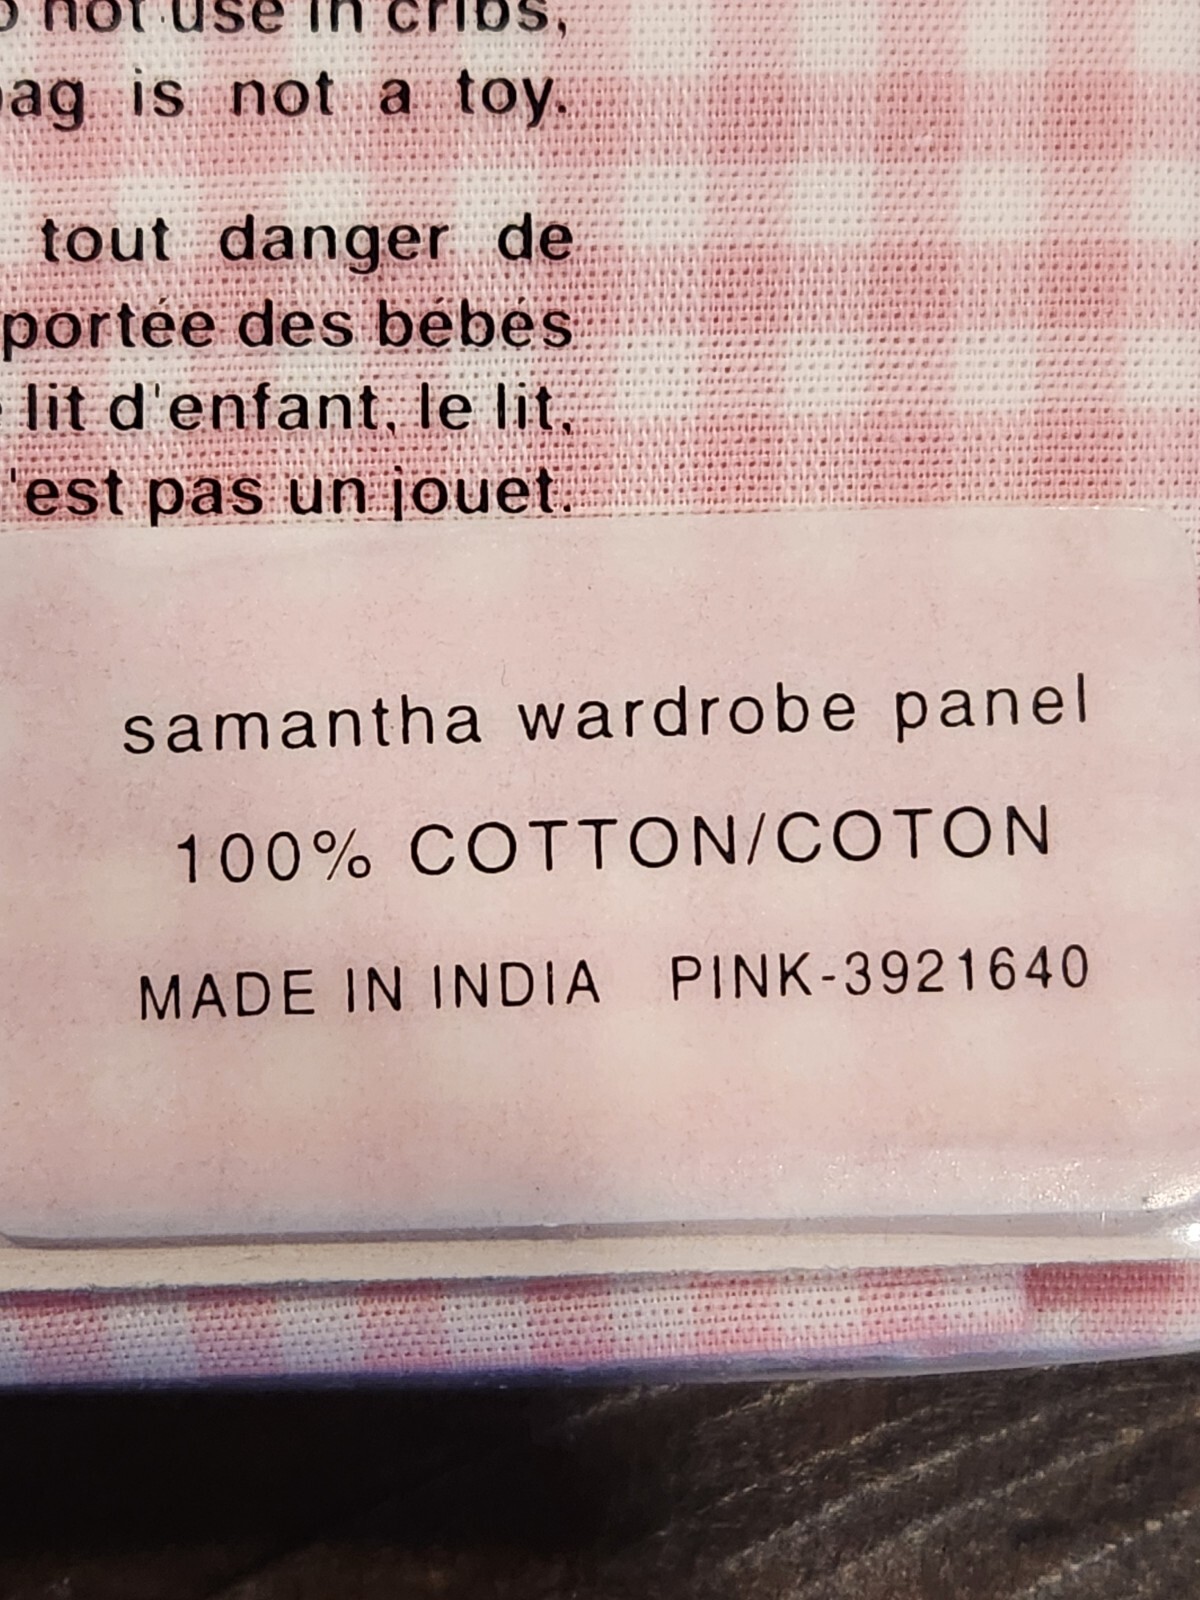 not use in cribs,
is not a toy.
tout danger de
portée des bébés
lit d'enfant, le lit,
'est pas un jouet.
samantha wardrobe panel
100% COTTON/COTON
MADE IN INDIA PINK-3921640